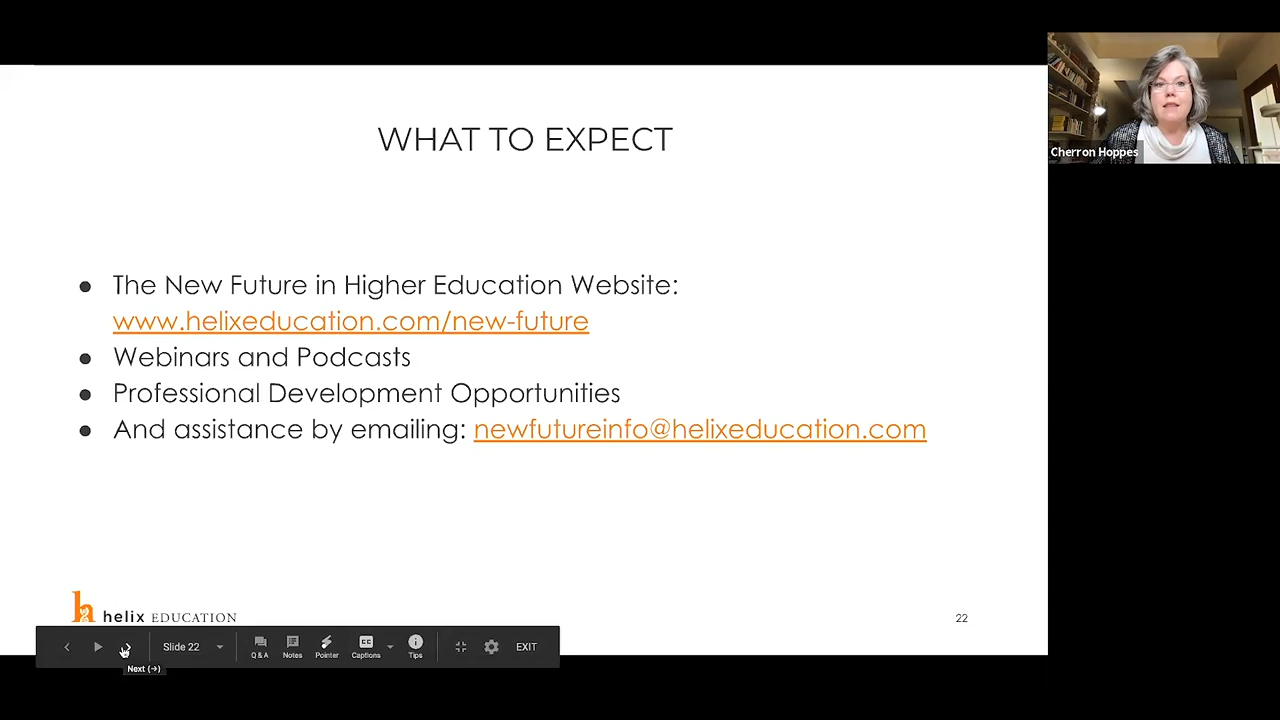 WHAT TO EXPECT
● The New Future in Higher Education Website:
www.helixeducation.com/new-future
● Webinars and Podcasts
● Professional Development Opportunities
● And assistance by emailing: newfutureinfo@helixeducation.com
helix EDUCATION
22
Slide 22
Q & A
Notes
Pointer
Captions
Tips
EXIT
Next (→)
Cherron Hoppes